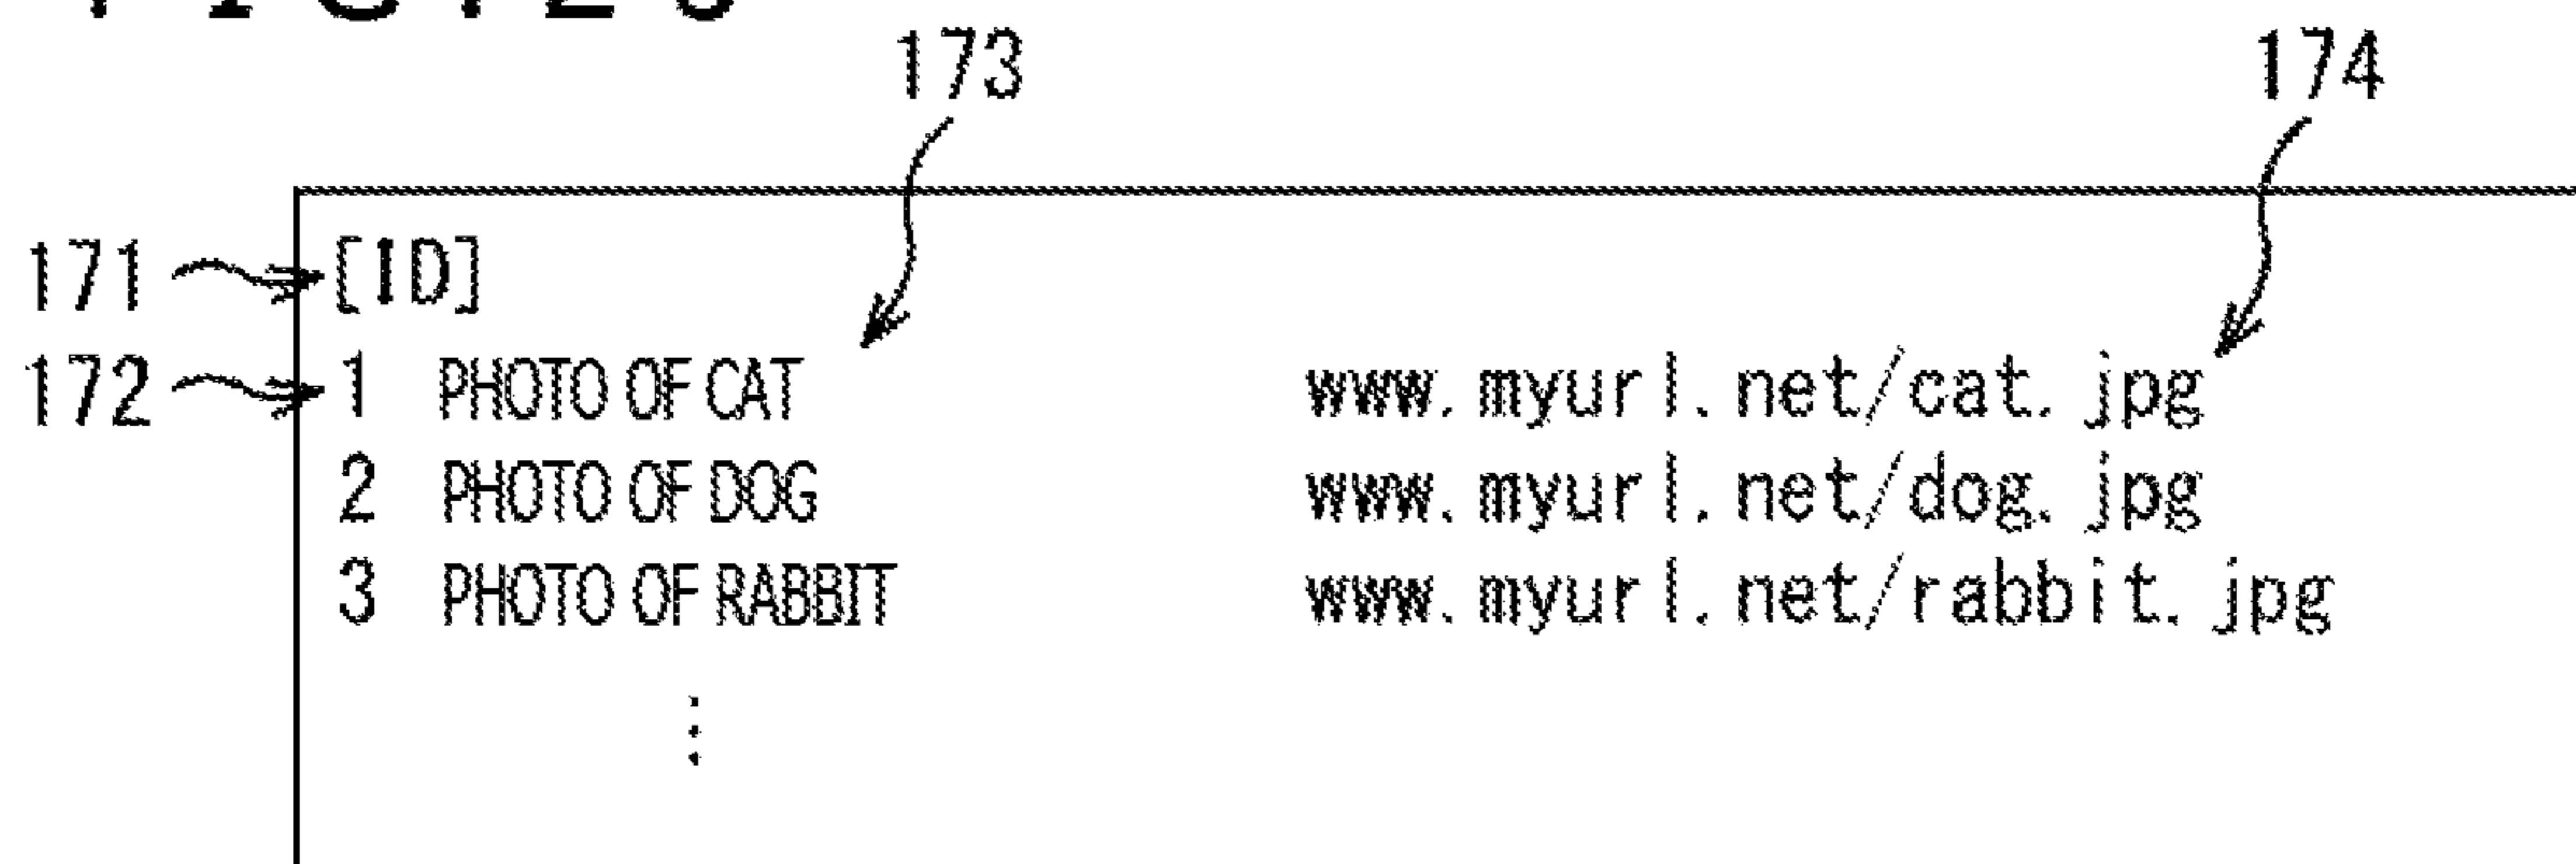 173 174
171 [ID]
172 1 PHOTO OF CAT www.myurl.net/cat.jpg
2 PHOTO OF DOG www.myurl.net/dog.jpg
3 PHOTO OF RABBIT www.myurl.net/rabbit.jpg